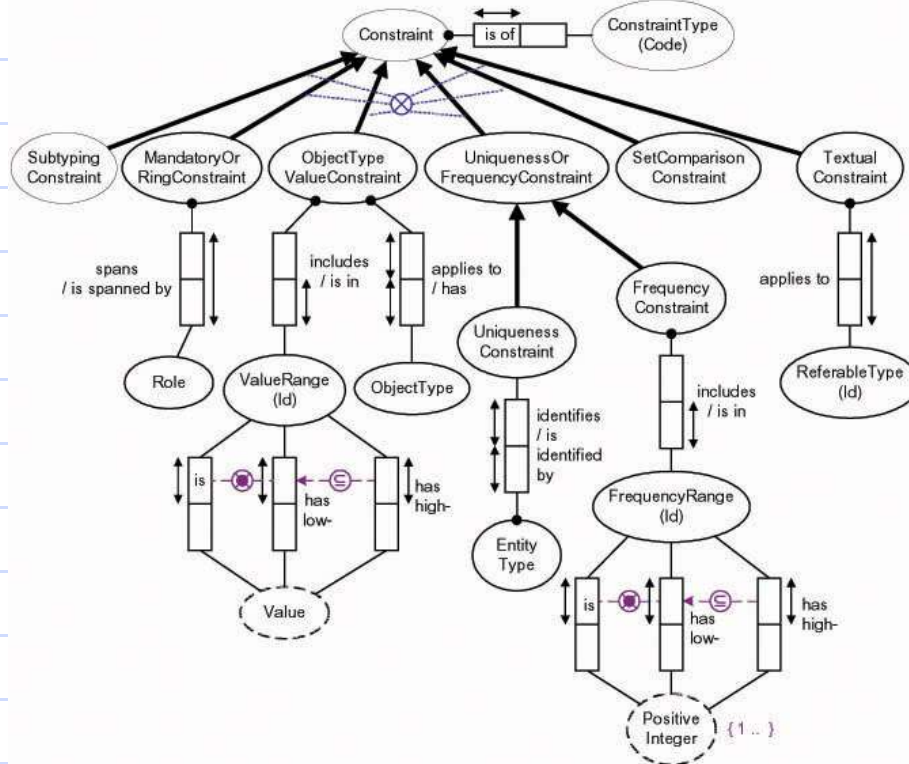 Constraint
is of
ConstraintType
(Code)
Subtyping
Constraint
MandatoryOr
RingConstraint
ObjectType
ValueConstraint
UniquenessOr
FrequencyConstraint
SetComparison
Constraint
Textual
Constraint
spans
/ is spanned by
includes
/ is in
applies to
/ has
Frequency
Constraint
applies to
Uniqueness
Constraint
Role
ValueRange
(Id)
ObjectType
ReferableType
(Id)
includes
/ is in
identifies
/ is
identified
by
is
has
low-
has
high-
FrequencyRange
(Id)
Entity
Type
Value
is
has
low-
has
high-
Positive
Integer
{1 .. }